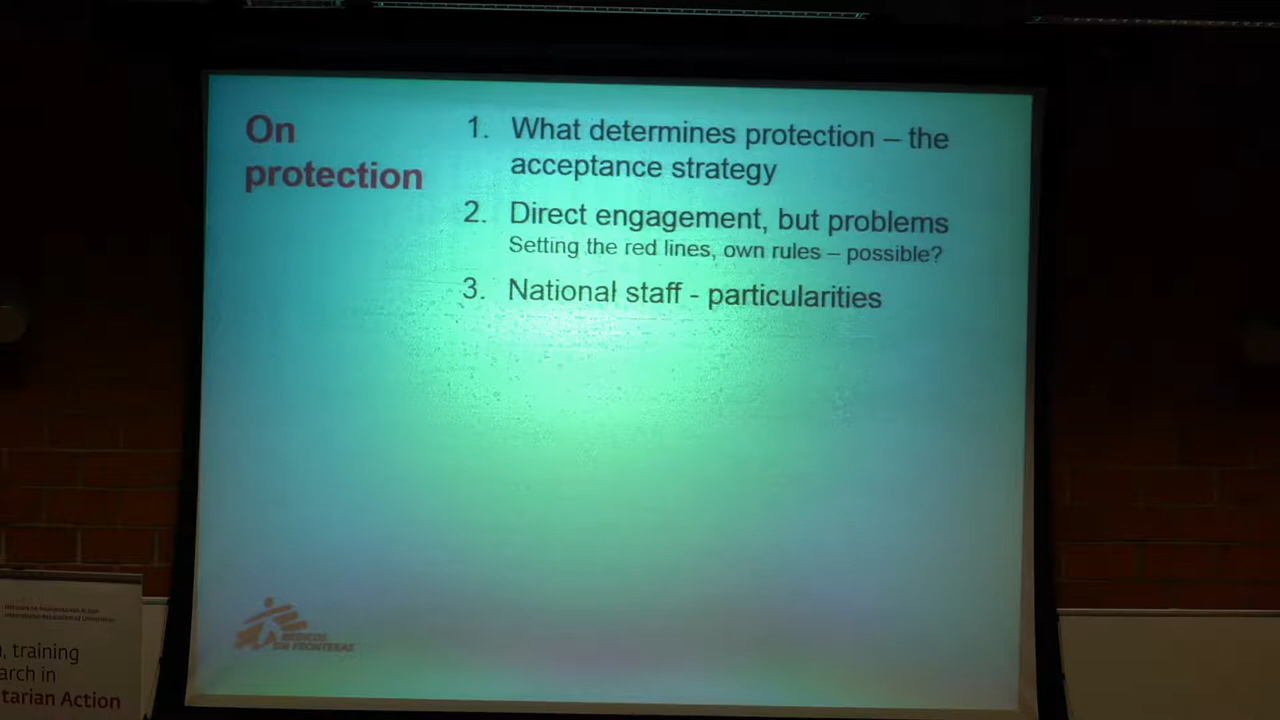 On
protection
1. What determines protection – the
acceptance strategy
2. Direct engagement, but problems
Setting the red lines, own rules – possible?
3. National staff - particularities
MEDICOS
SIN FRONTERAS
, training
arch in
tarian Action